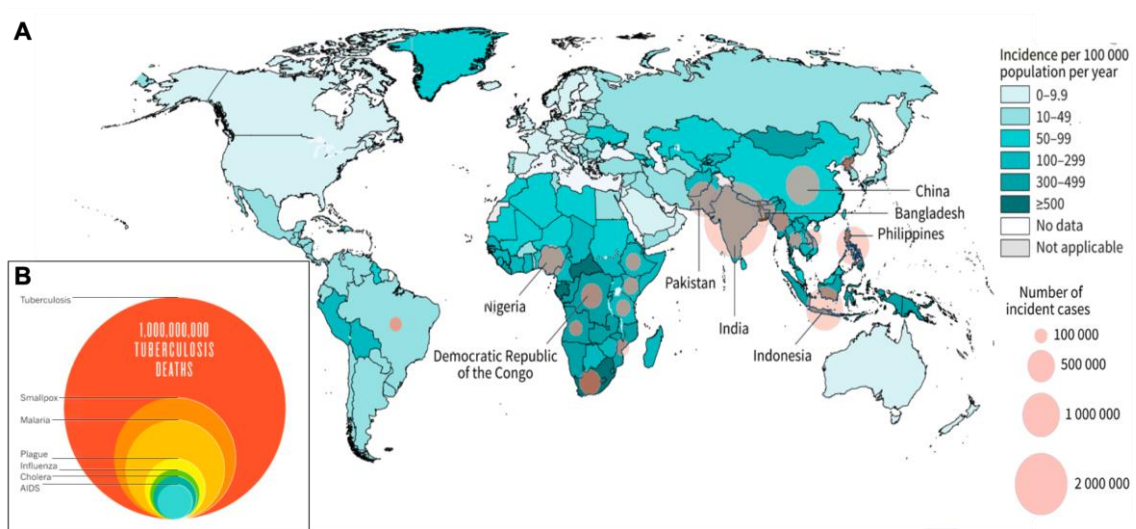 A
Incidence per 100 000
population per year
0–9.9
10–49
50–99
100–299
300–499
≥500
No data
Not applicable
China
Bangladesh
Philippines
Pakistan
Nigeria
India
Democratic Republic
of the Congo
Indonesia
Number of
incident cases
100 000
500 000
1 000 000
2 000 000
B
Tuberculosis
1,000,000,000
TUBERCULOSIS
DEATHS
Smallpox
Malaria
Plague
Influenza
Cholera
AIDS